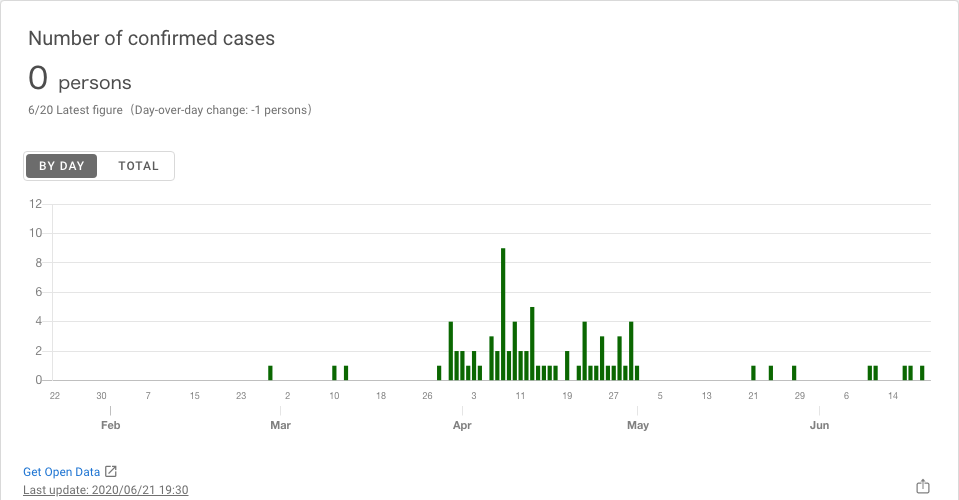 Number of confirmed cases
0 persons
6/20 Latest figure（Day-over-day change: -1 persons）
BY DAY TOTAL
12
10
8
6
4
2
0
22 30 7 15 23 2 10 18 26 3 11 19 27 5 13 21 29 6 14
Feb Mar Apr May Jun
Get Open Data
Last update: 2020/06/21 19:30